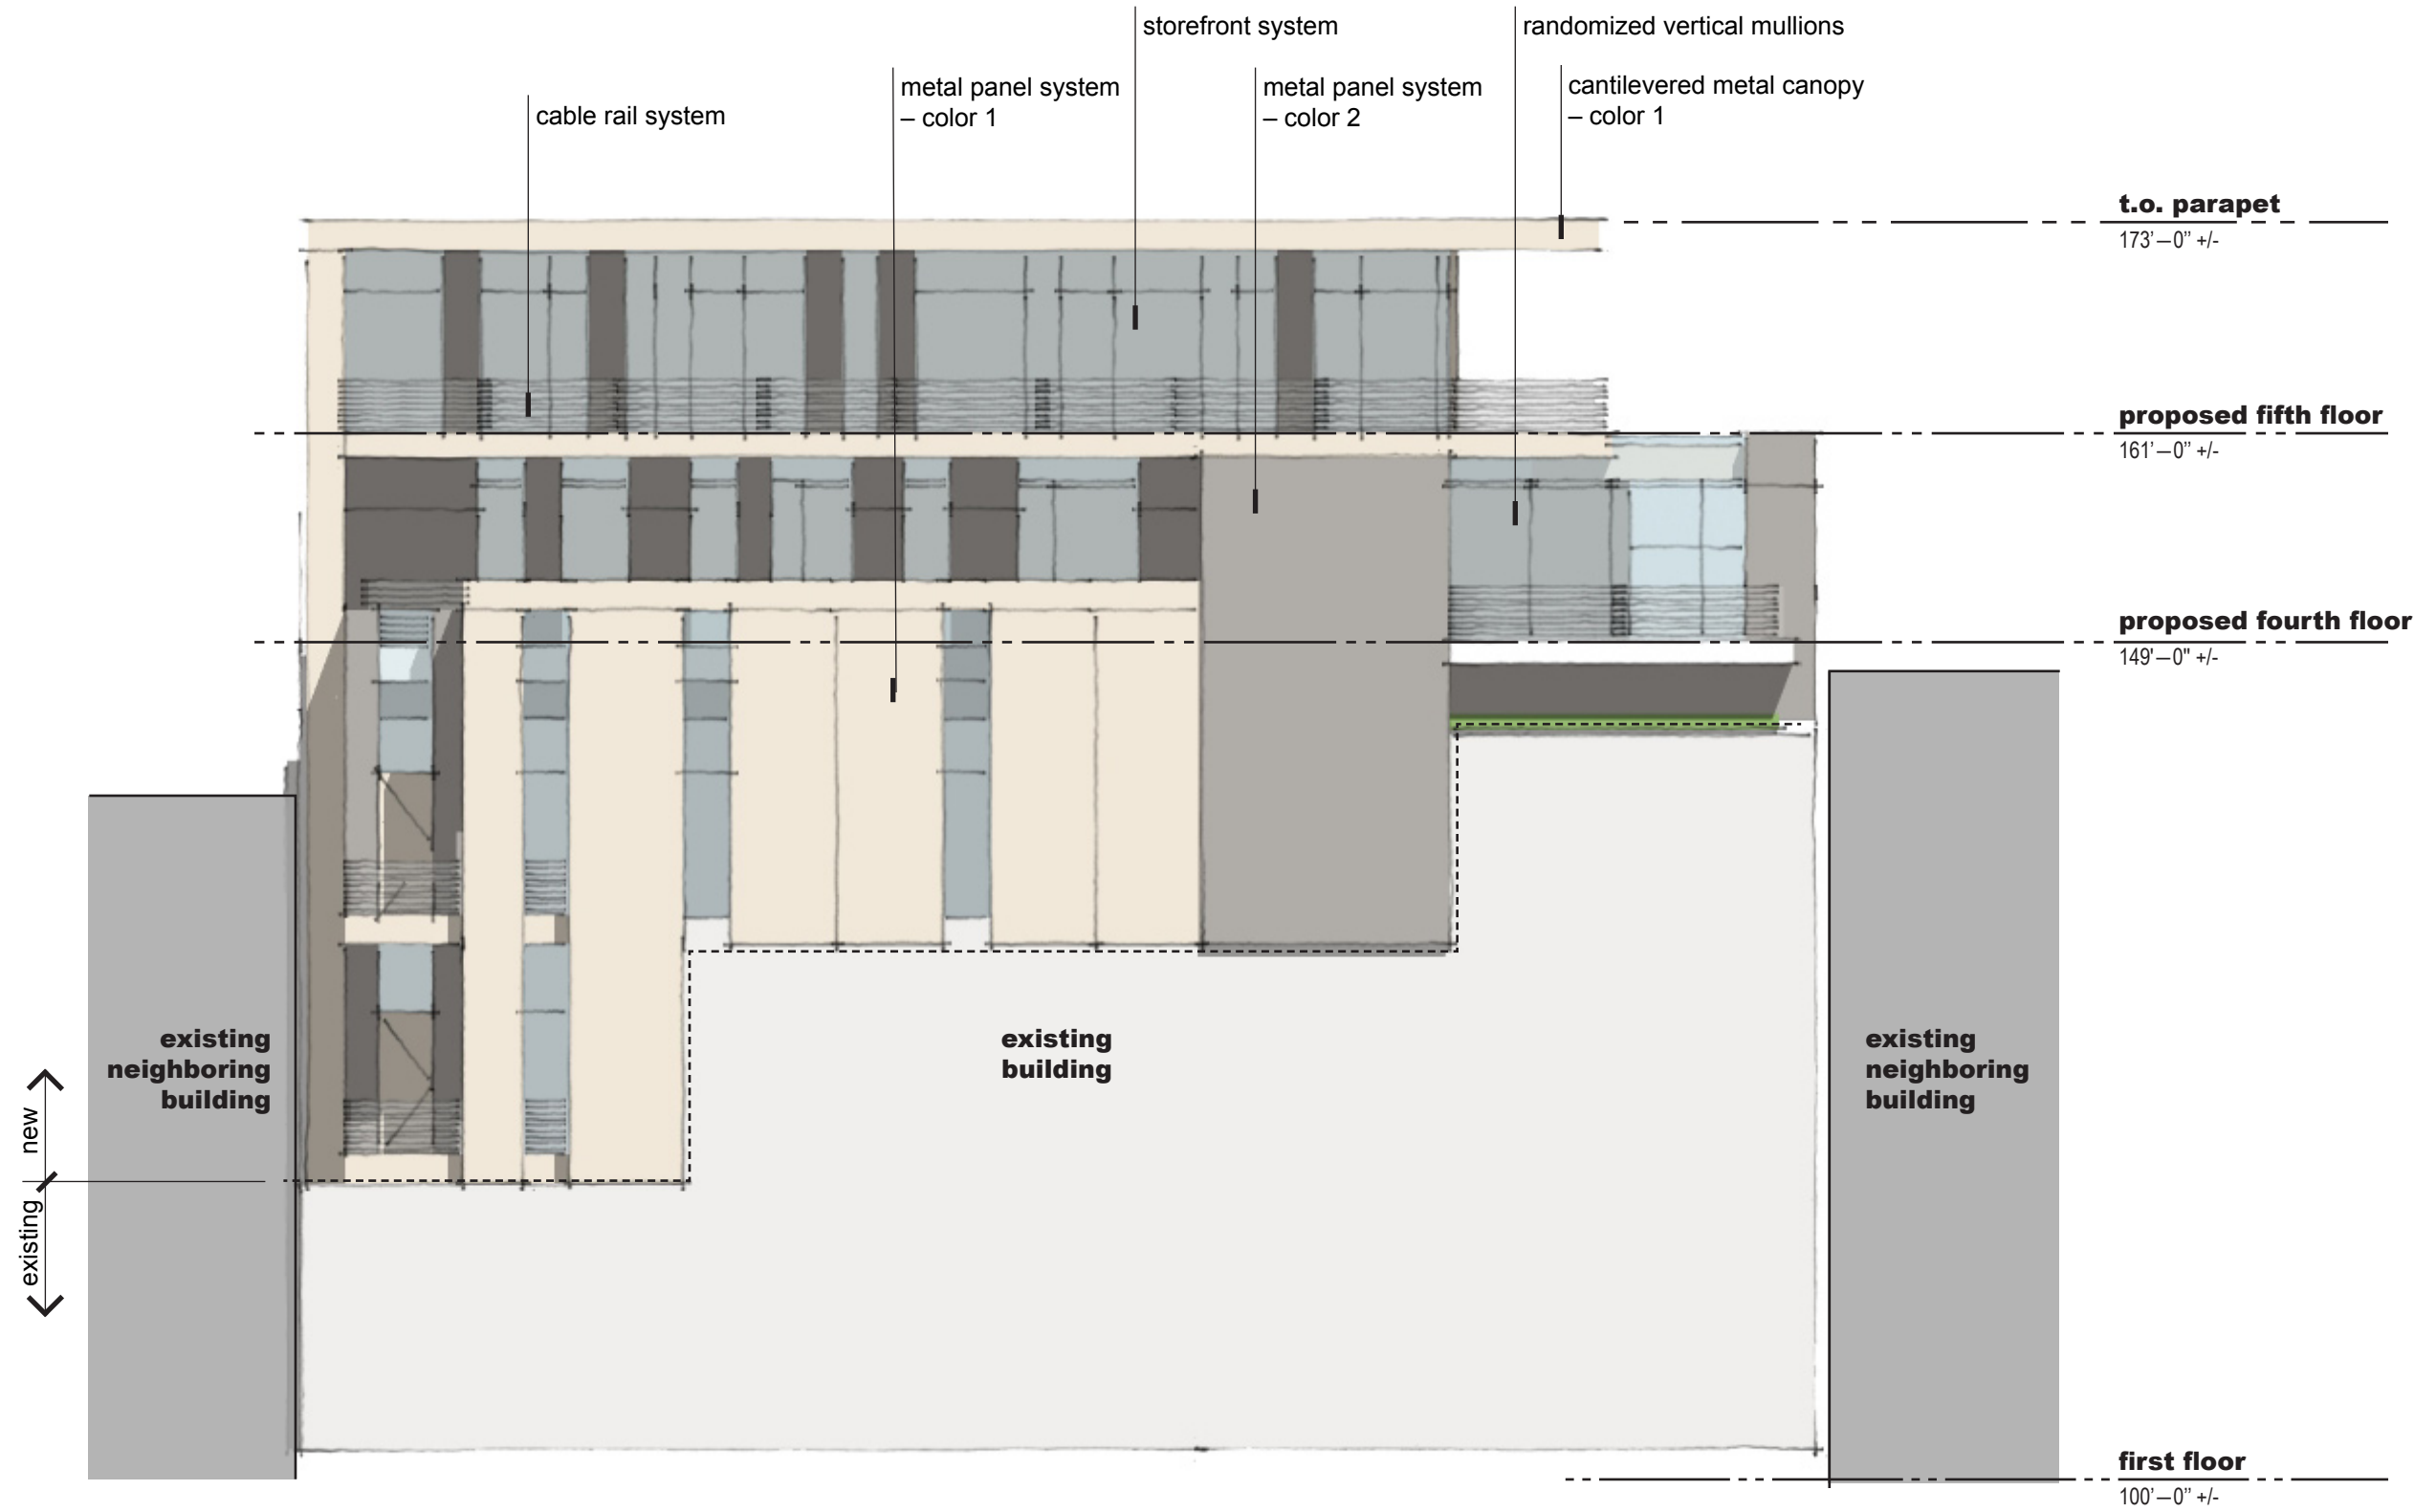 storefront system
randomized vertical mullions
metal panel system
– color 1
metal panel system
– color 2
cantilevered metal canopy
– color 1
cable rail system
t.o. parapet
173'—0" +/-
proposed fifth floor
161'—0" +/-
proposed fourth floor
149'—0" +/-
existing
neighboring
building
existing
building
existing
neighboring
building
new
existing
first floor
100'—0" +/-